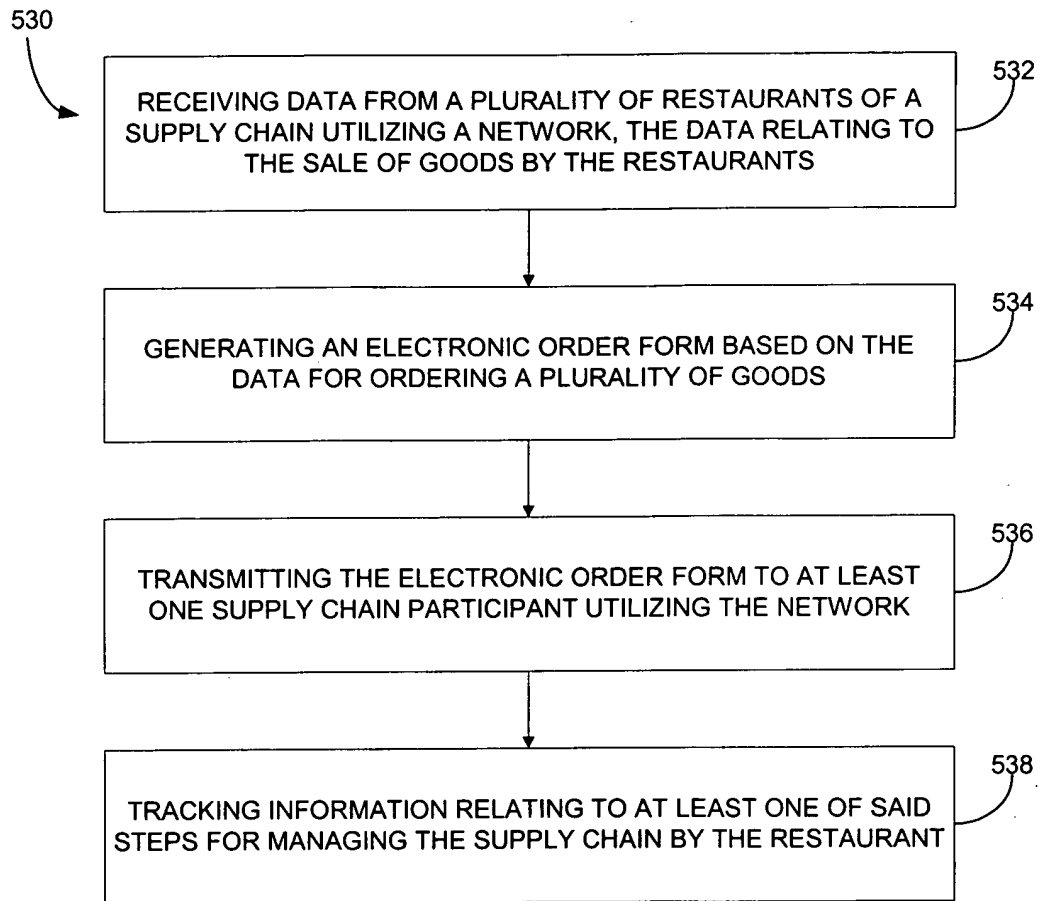 530
532
RECEIVING DATA FROM A PLURALITY OF RESTAURANTS OF A
SUPPLY CHAIN UTILIZING A NETWORK, THE DATA RELATING TO
THE SALE OF GOODS BY THE RESTAURANTS
534
GENERATING AN ELECTRONIC ORDER FORM BASED ON THE
DATA FOR ORDERING A PLURALITY OF GOODS
536
TRANSMITTING THE ELECTRONIC ORDER FORM TO AT LEAST
ONE SUPPLY CHAIN PARTICIPANT UTILIZING THE NETWORK
538
TRACKING INFORMATION RELATING TO AT LEAST ONE OF SAID
STEPS FOR MANAGING THE SUPPLY CHAIN BY THE RESTAURANT